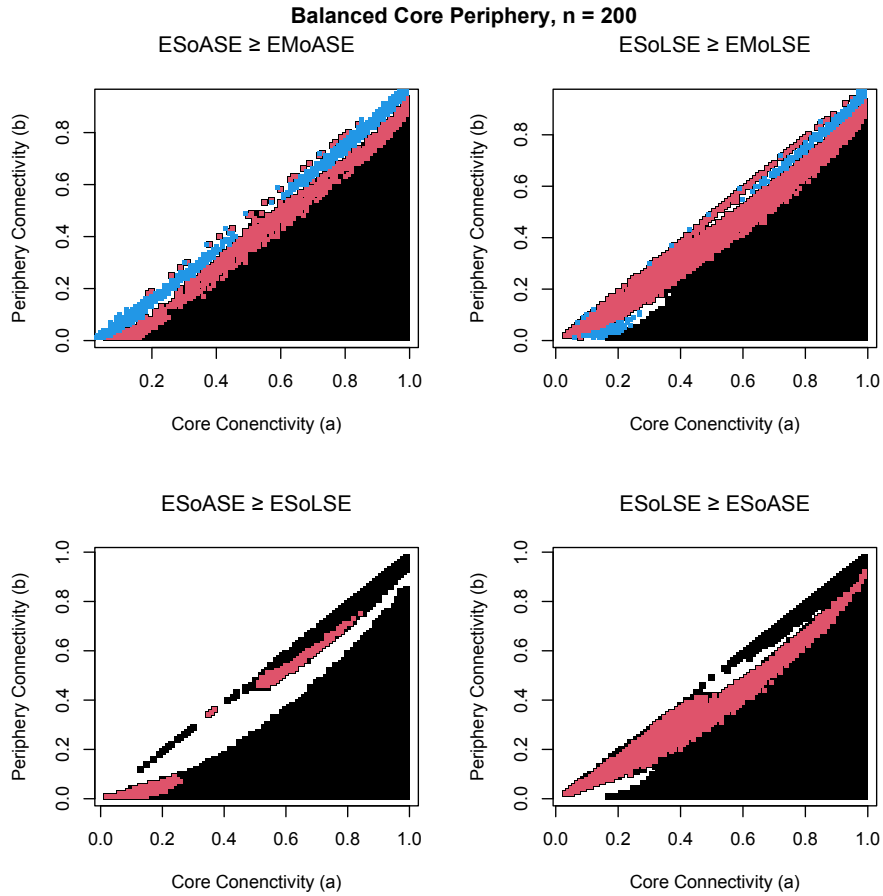 Balanced Core Periphery, n = 200
ESoASE ≥ EMoASE
Periphery Connectivity (b)
0.0 0.2 0.4 0.6 0.8
0.2 0.4 0.6 0.8 1.0
Core Conenctivity (a)
ESoLSE ≥ EMoLSE
Periphery Connectivity (b)
0.0 0.2 0.4 0.6 0.8
0.0 0.2 0.4 0.6 0.8 1.0
Core Conenctivity (a)
ESoASE ≥ ESoLSE
Periphery Connectivity (b)
0.0 0.2 0.4 0.6 0.8 1.0
0.0 0.2 0.4 0.6 0.8 1.0
Core Conenctivity (a)
ESoLSE ≥ ESoASE
Periphery Connectivity (b)
0.0 0.2 0.4 0.6 0.8 1.0
0.0 0.2 0.4 0.6 0.8 1.0
Core Connectivity (a)